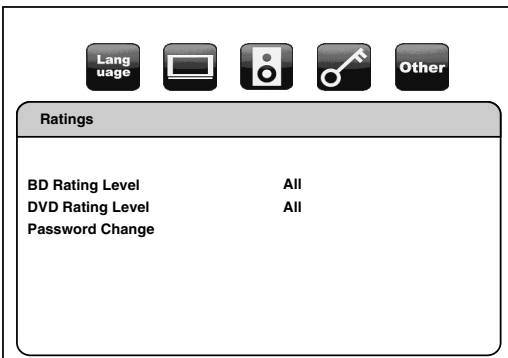 Lang
uage
Other
Ratings
BD Rating Level All
DVD Rating Level All
Password Change